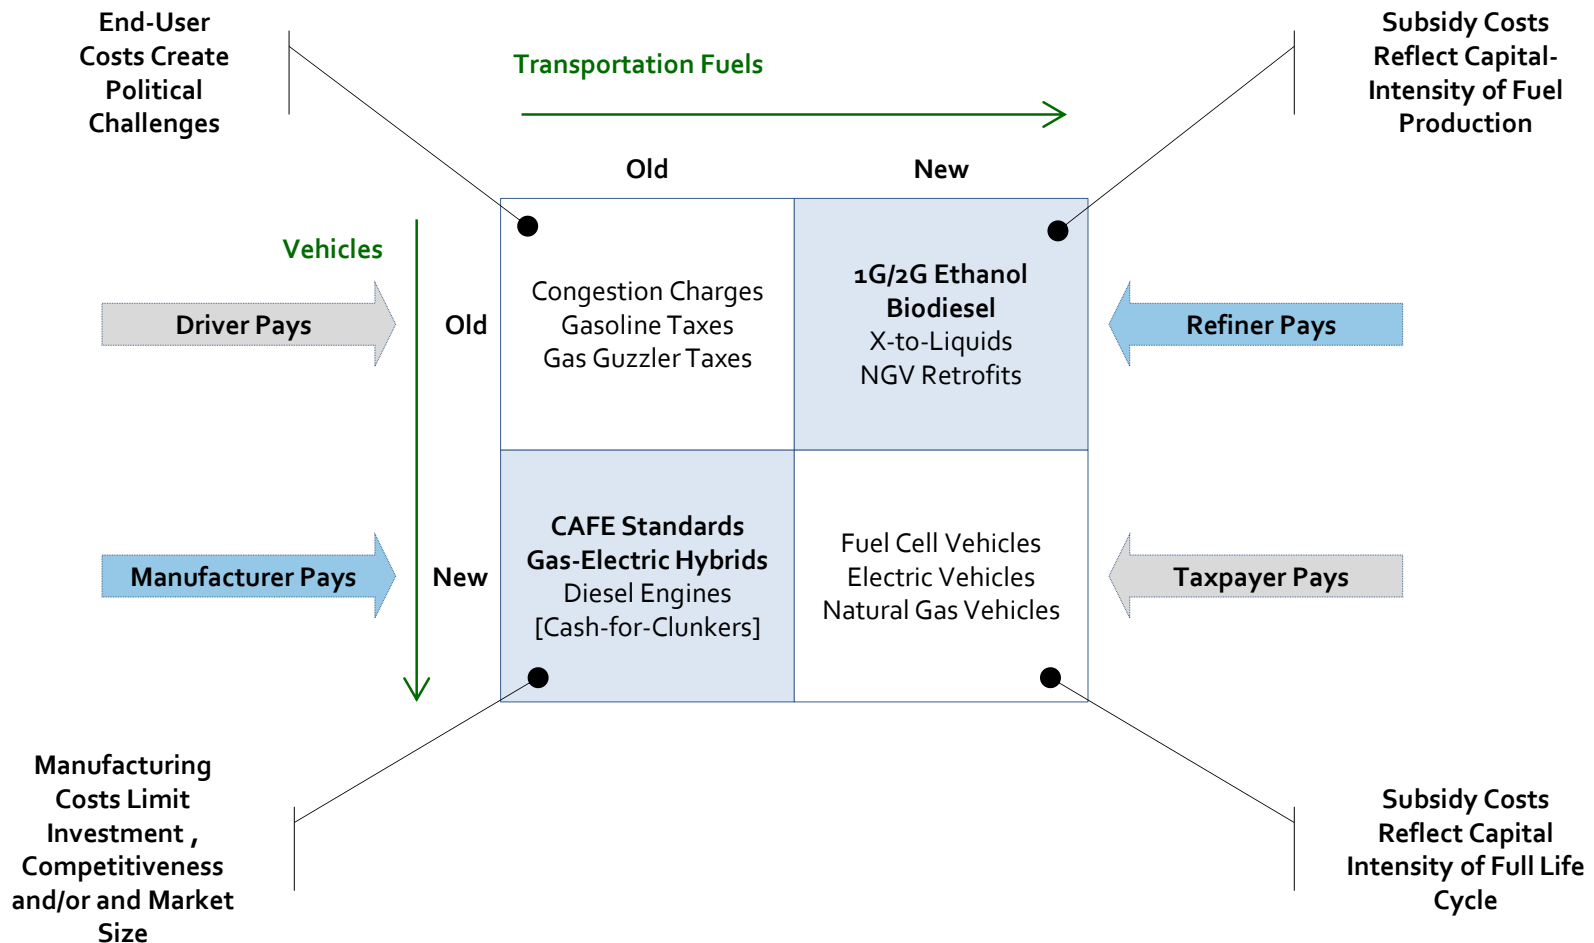 End-User
Costs Create
Political
Challenges
Transportation Fuels
Subsidy Costs
Reflect Capital-
Intensity of Fuel
Production
Old
New
Vehicles
Driver Pays
Old
Congestion Charges
Gasoline Taxes
Gas Guzzler Taxes
1G/2G Ethanol
Biodiesel
X-to-Liquids
NGV Retrofits
Refiner Pays
Manufacturer Pays
New
CAFE Standards
Gas-Electric Hybrids
Diesel Engines
[Cash-for-Clunkers]
Fuel Cell Vehicles
Electric Vehicles
Natural Gas Vehicles
Taxpayer Pays
Manufacturing
Costs Limit
Investment ,
Competitiveness
and/or and Market
Size
Subsidy Costs
Reflect Capital
Intensity of Full Life
Cycle